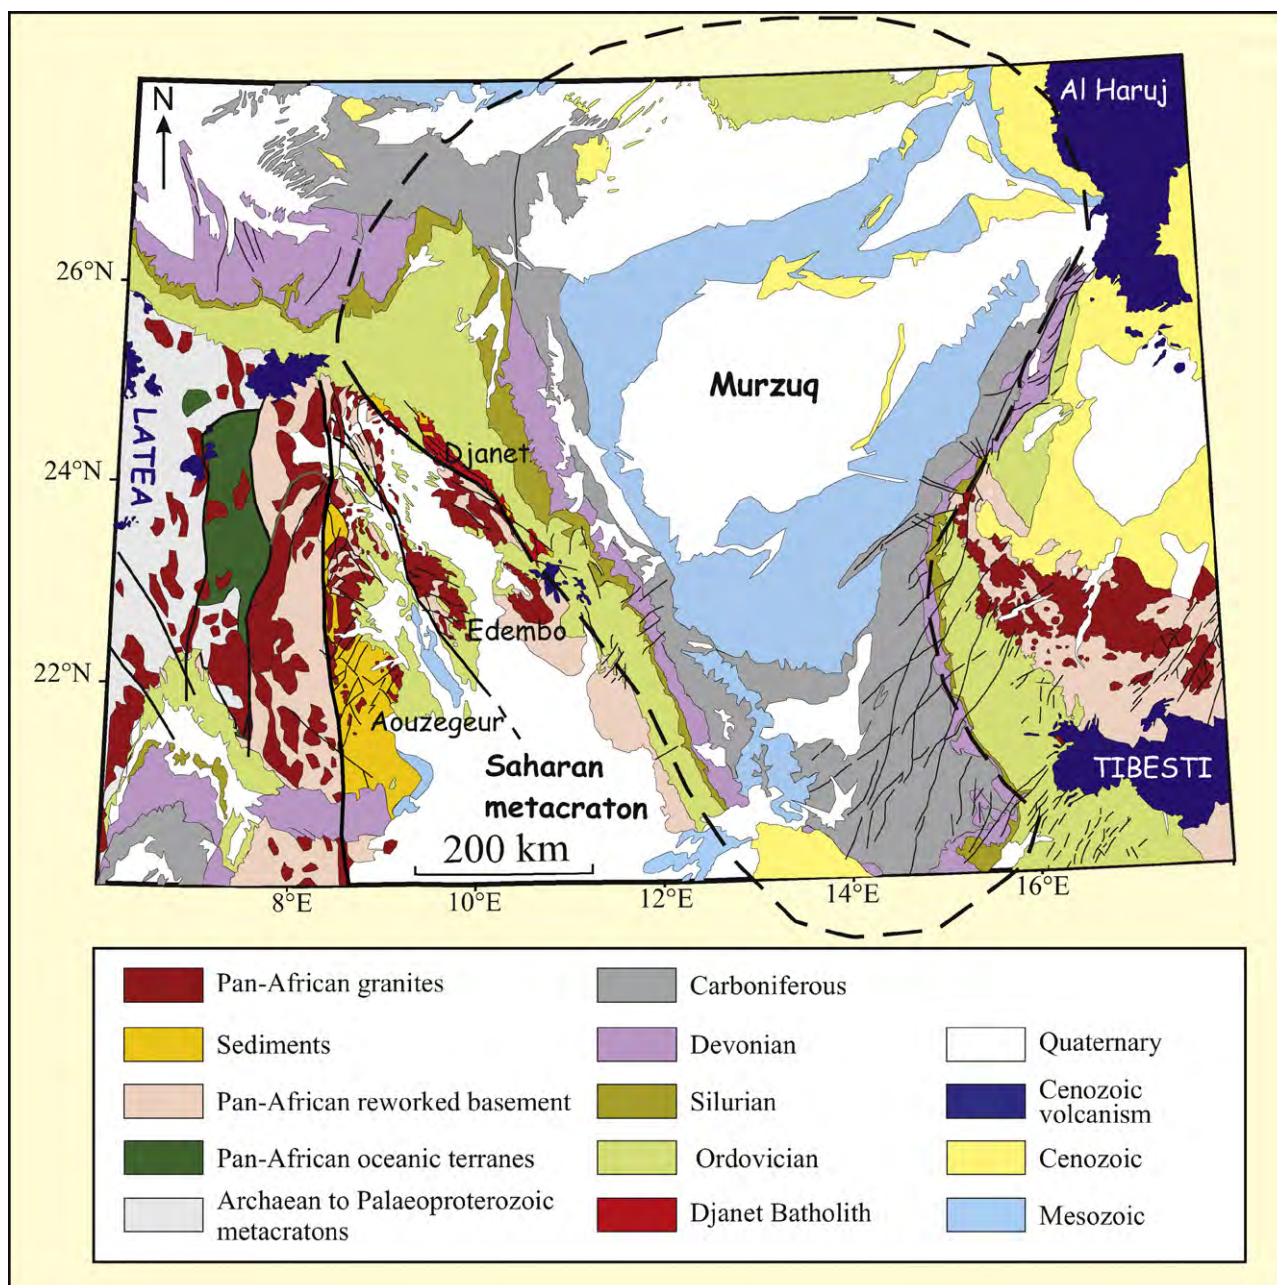 N
Al Haruj
26°N
Murzuq
LATEA
Djanet
24°N
Edembo
22°N
Aouzegeur
Saharan
metacraton
TIBESTI
200 km
8°E
10°E
12°E
14°E
16°E
Pan-African granites
Sediments
Pan-African reworked basement
Pan-African oceanic terranes
Archaean to Palaeoproterozoic
metacratons
Carboniferous
Devonian
Silurian
Ordovician
Djanet Batholith
Quaternary
Cenozoic
volcanism
Cenozoic
Mesozoic